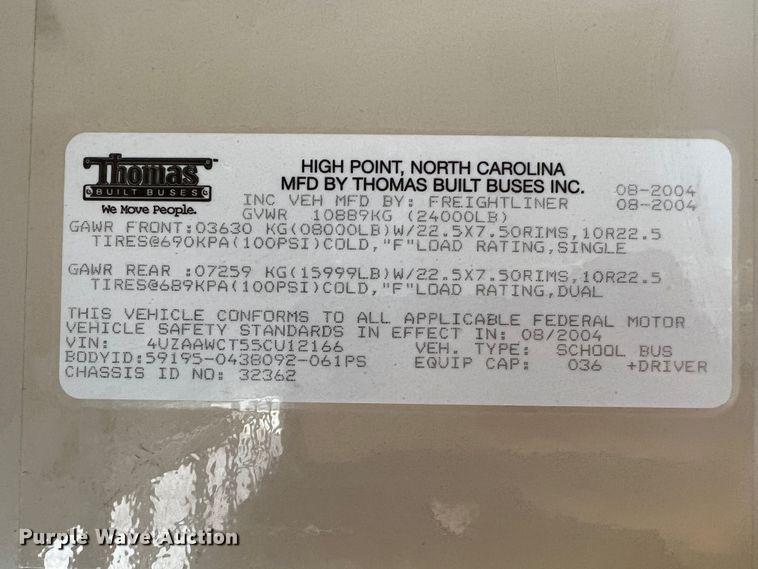 Thomas™
BUILT BUSES
We Move People.
HIGH POINT, NORTH CAROLINA
MFD BY THOMAS BUILT BUSES INC. 08-2004
INC VEH MFD BY: FREIGHTLINER 08-2004
GVWR 10889KG (24000LB)
GAWR FRONT:03630 KG(08000LB)W/22.5X7.50RIMS,10R22.5
TIRES@690KPA(100PSI)COLD,"F"LOAD RATING,SINGLE
GAWR REAR :07259 KG(15999LB)W/22.5X7.50RIMS,10R22.5
TIRES@689KPA(100PSI)COLD,"F"LOAD RATING,DUAL
THIS VEHICLE CONFORMS TO ALL APPLICABLE FEDERAL MOTOR
VEHICLE SAFETY STANDARDS IN EFFECT IN: 08/2004
VIN: 4UZAAWCT55CU12166 VEH. TYPE: SCHOOL BUS
BODYID:59195-0438092-061PS EQUIP CAP: 036 +DRIVER
CHASSIS ID NO: 32362
Purple Wave Auction